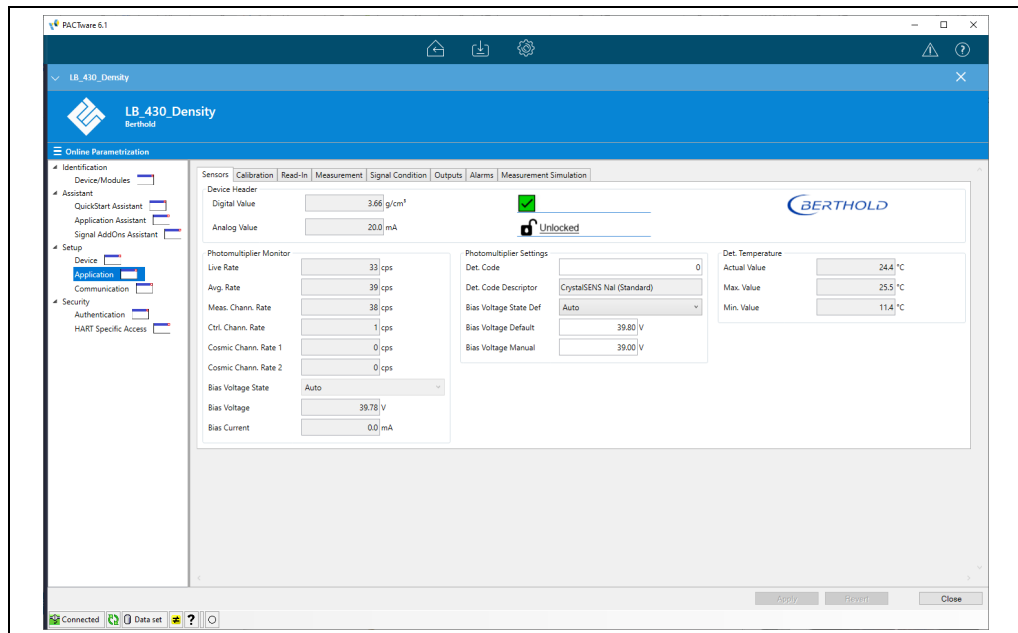 PACTware 6.1
LB_430_Density
LB_430_Density
Berthold
Online Parametrization
Identification
Device/Modules
Assistant
QuickStart Assistant
Application Assistant
Signal AddOns Assistant
Setup
Device
Application
Communication
Security
Authentication
HART Specific Access
Sensors Calibration Read-In Measurement Signal Condition Outputs Alarms Measurement Simulation
Device Header
Digital Value 3.66 g/cm³
Analog Value 20.0 mA
Unlocked
BERTHOLD
Photomultiplier Monitor
Live Rate 33 cps
Avg. Rate 39 cps
Meas. Chann. Rate 38 cps
Ctrl. Chann. Rate 1 cps
Cosmic Chann. Rate 1 0 cps
Cosmic Chann. Rate 2 0 cps
Bias Voltage State Auto
Bias Voltage 39.78 V
Bias Current 0.0 mA
Photomultiplier Settings
Det. Code 0
Det. Code Descriptor CrystalSENS NaI (Standard)
Bias Voltage State Def Auto
Bias Voltage Default 39.80 V
Bias Voltage Manual 39.00 V
Det. Temperature
Actual Value 24.4 °C
Max. Value 25.5 °C
Min. Value 11.4 °C
Apply Revert Close
Connected Data set ≠ ?